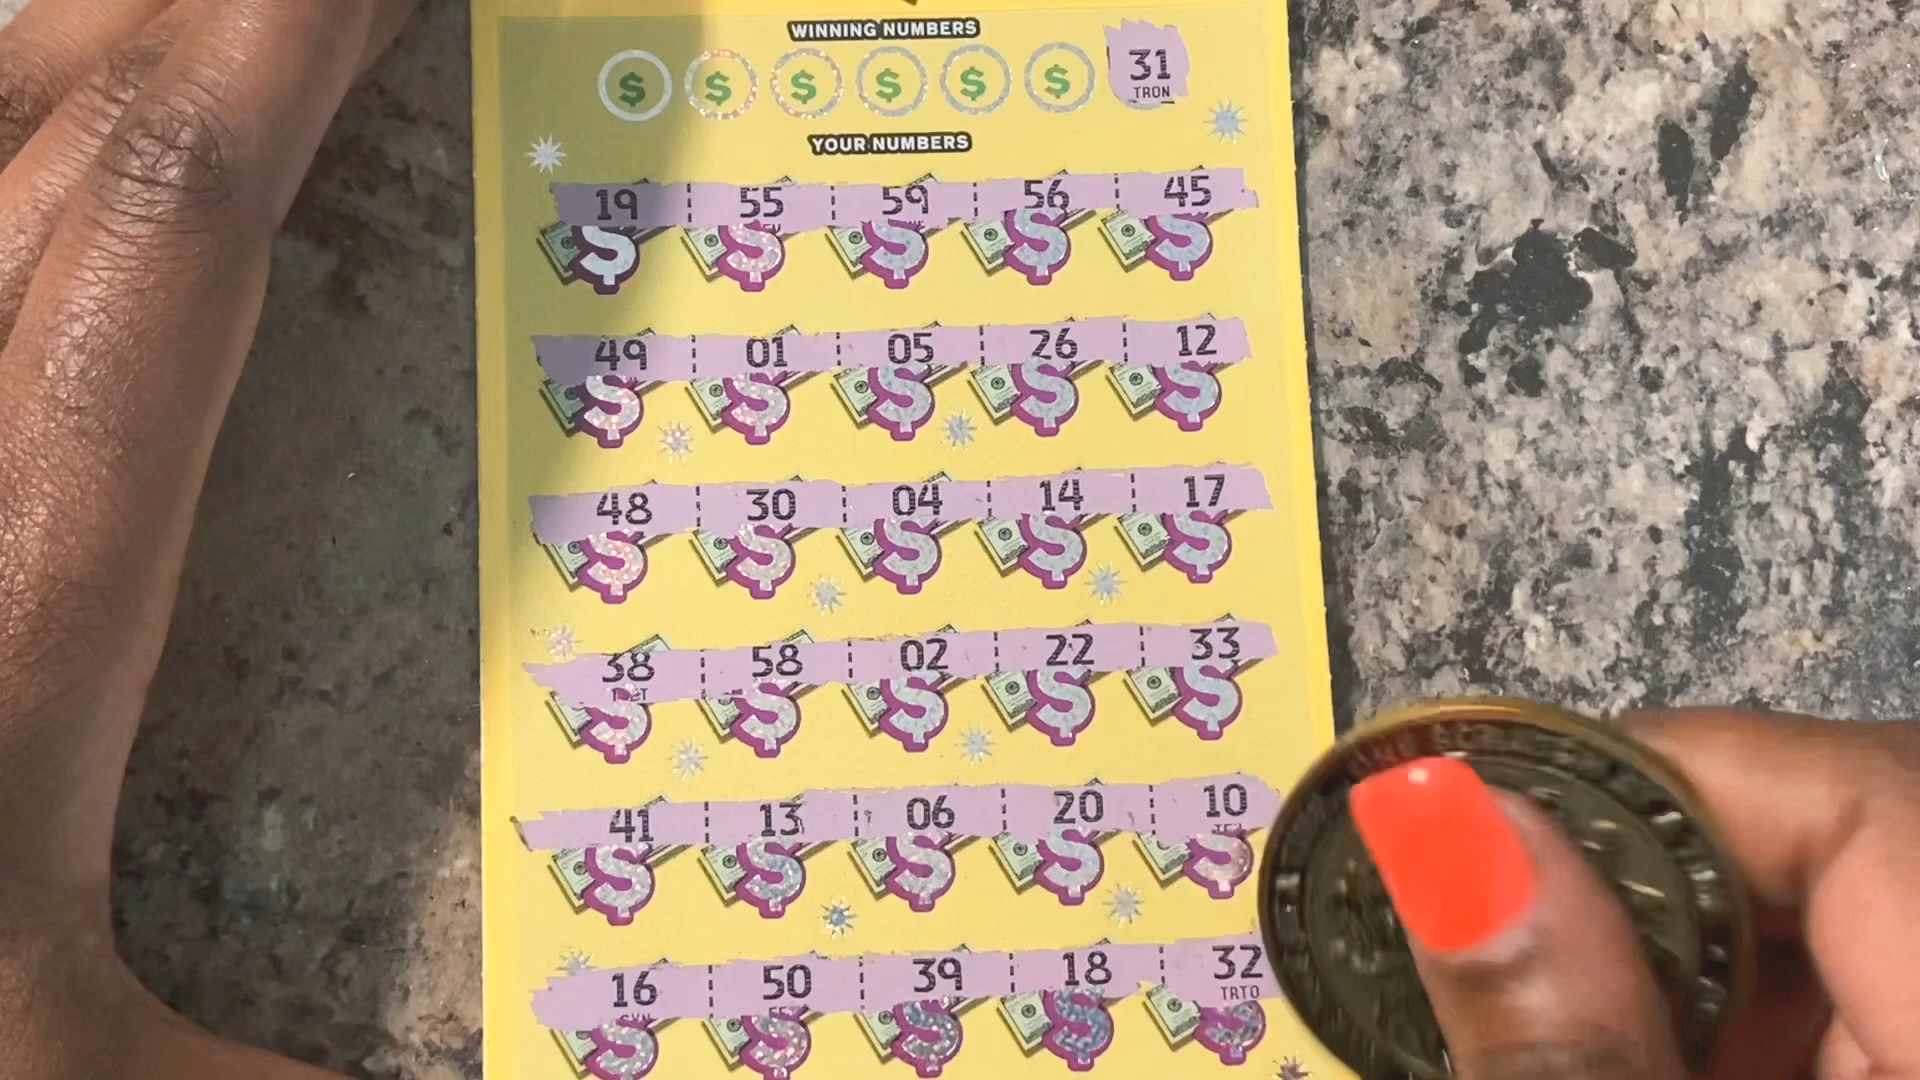 WINNING NUMBERS
$ $ $ $ $ $ 31
TRON
YOUR NUMBERS
19 55 59 56 45
$ $ $ $ $
49 01 05 26 12
$ $ $ $ $
48 30 04 14 17
$ $ $ $ $
38 58 02 22 33
$ $ $ $ $
41 13 06 20 10
$ $ $ $ $
16 50 39 18 32
TRTO
$ $ $ $ $